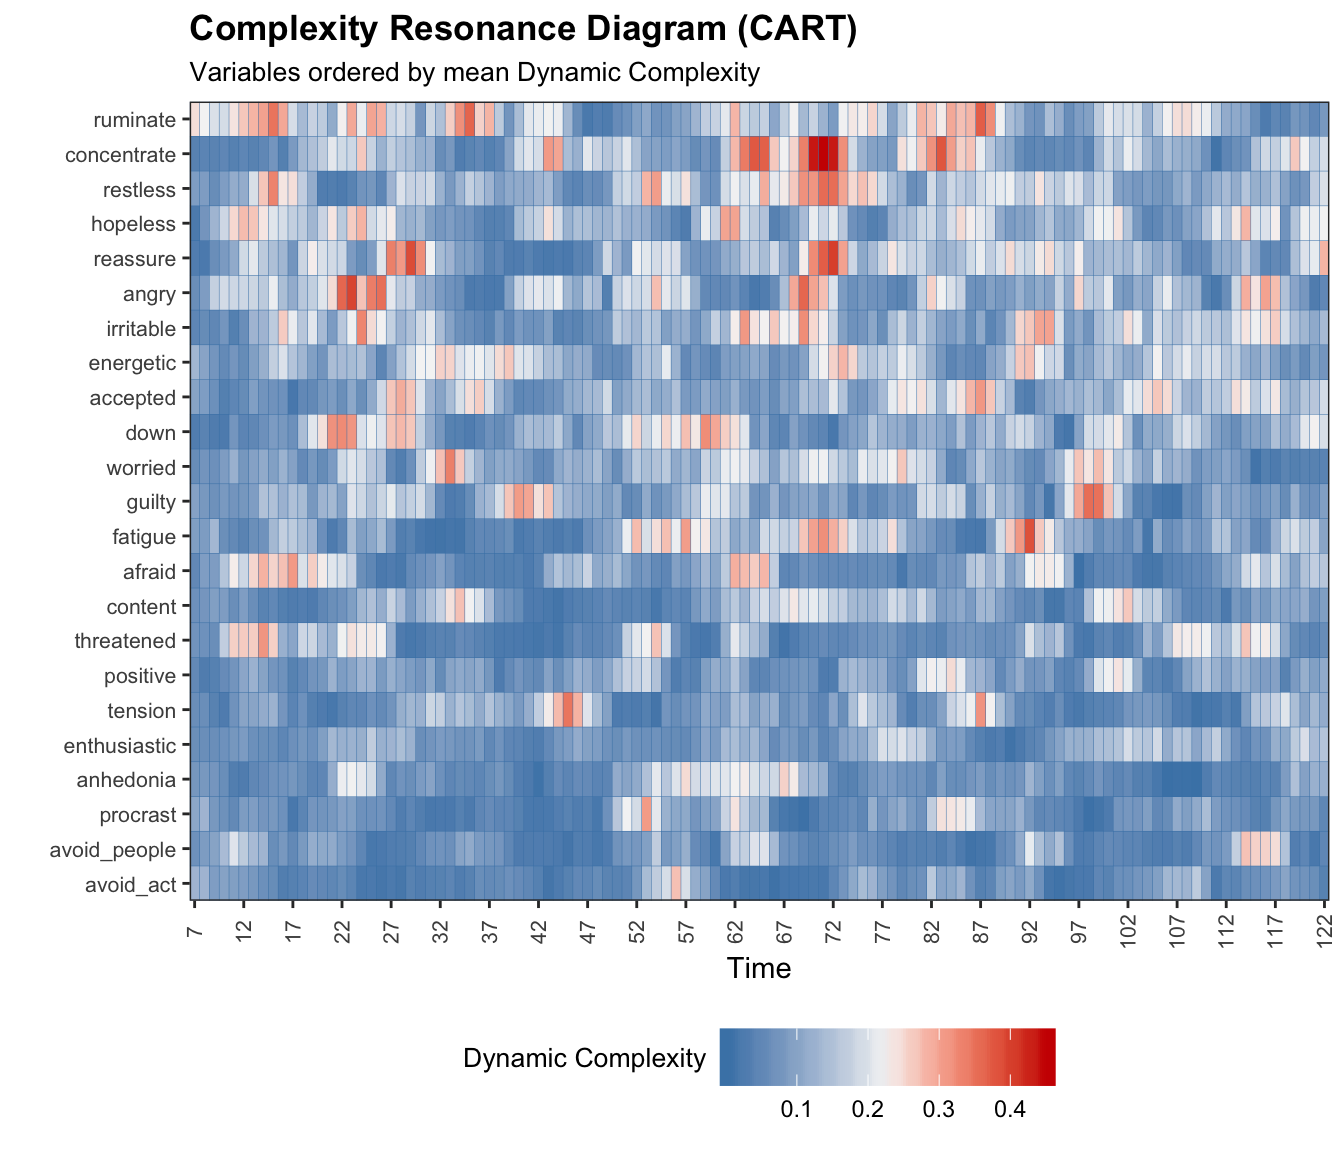 Complexity Resonance Diagram (CART)
Variables ordered by mean Dynamic Complexity
ruminate
concentrate
restless
hopeless
reassure
angry
irritable
energetic
accepted
down
worried
guilty
fatigue
afraid
content
threatened
positive
tension
enthusiastic
anhedonia
procrast
avoid_people
avoid_act
7 12 17 22 27 32 37 42 47 52 57 62 67 72 77 82 87 92 97 102 107 112 117 122
Time
Dynamic Complexity
0.1 0.2 0.3 0.4